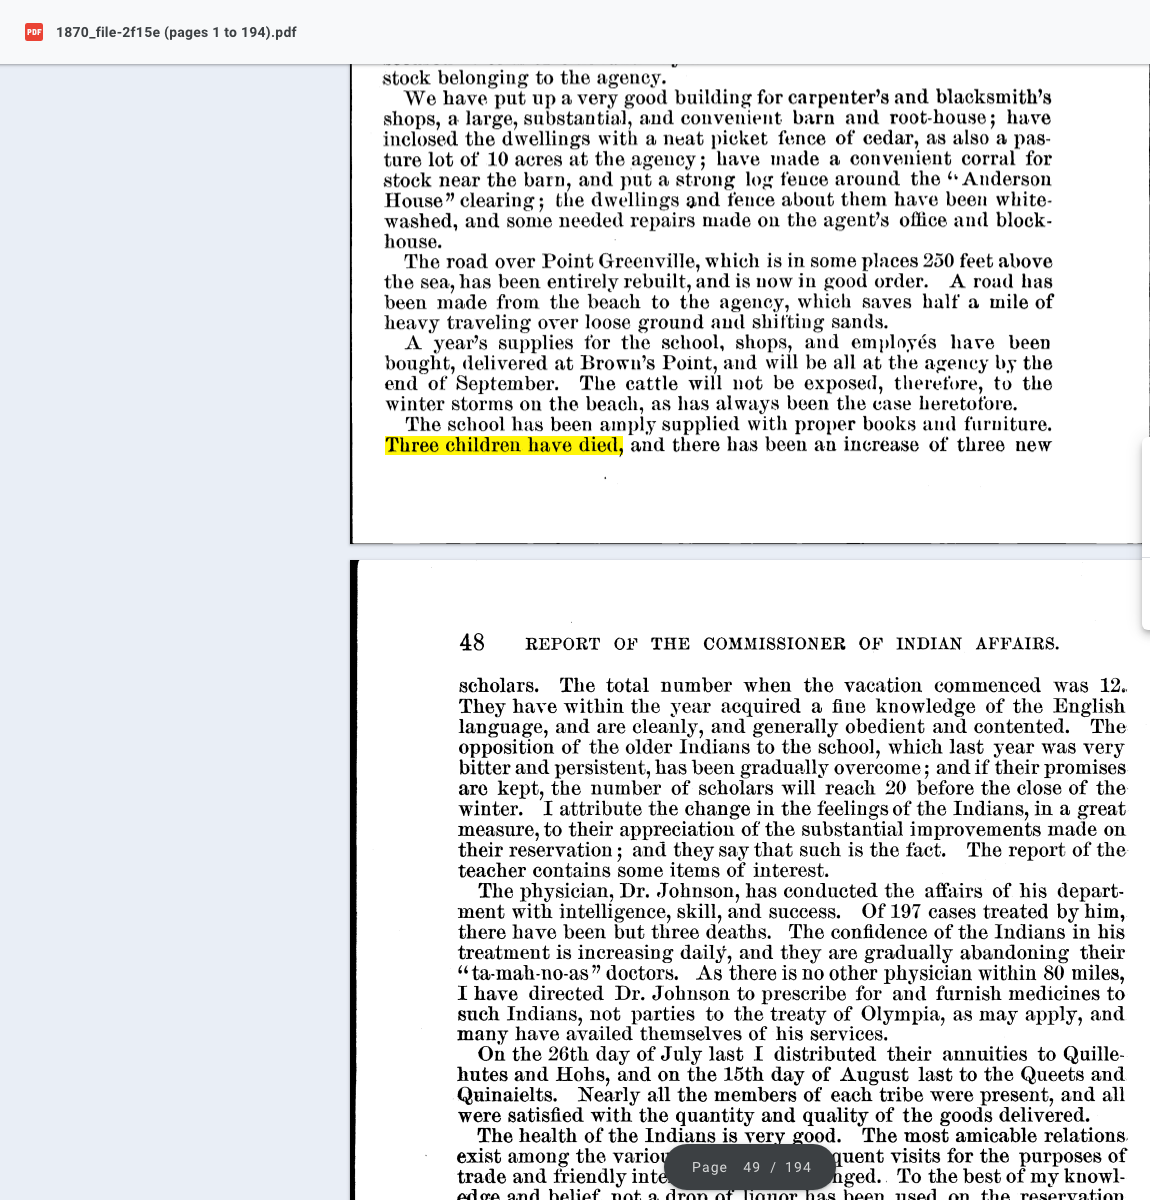 PDF 1870_file-2f15e (pages 1 to 194).pdf
stock belonging to the agency.
We have put up a very good building for carpenter's and blacksmith's
shops, a large, substantial, and convenient barn and root-house; have
inclosed the dwellings with a neat picket fence of cedar, as also a pas-
ture lot of 10 acres at the agency; have made a convenient corral for
stock near the barn, and put a strong log fence around the “Anderson
House” clearing; the dwellings and fence about them have been white-
washed, and some needed repairs made on the agent's office and block-
house.
The road over Point Greenville, which is in some places 250 feet above
the sea, has been entirely rebuilt, and is now in good order. A road has
been made from the beach to the agency, which saves half a mile of
heavy traveling over loose ground and shifting sands.
A year's supplies for the school, shops, and employés have been
bought, delivered at Brown's Point, and will be all at the agency by the
end of September. The cattle will not be exposed, therefore, to the
winter storms on the beach, as has always been the case heretofore.
The school has been amply supplied with proper books and furniture.
Three children have died, and there has been an increase of three new
48 REPORT OF THE COMMISSIONER OF INDIAN AFFAIRS.
scholars. The total number when the vacation commenced was 12.
They have within the year acquired a fine knowledge of the English
language, and are cleanly, and generally obedient and contented. The
opposition of the older Indians to the school, which last year was very
bitter and persistent, has been gradually overcome; and if their promises
are kept, the number of scholars will reach 20 before the close of the
winter. I attribute the change in the feelings of the Indians, in a great
measure, to their appreciation of the substantial improvements made on
their reservation; and they say that such is the fact. The report of the
teacher contains some items of interest.
The physician, Dr. Johnson, has conducted the affairs of his depart-
ment with intelligence, skill, and success. Of 197 cases treated by him,
there have been but three deaths. The confidence of the Indians in his
treatment is increasing daily, and they are gradually abandoning their
“ta-mah-no-as” doctors. As there is no other physician within 80 miles,
I have directed Dr. Johnson to prescribe for and furnish medicines to
such Indians, not parties to the treaty of Olympia, as may apply, and
many have availed themselves of his services.
On the 26th day of July last I distributed their annuities to Quille-
hutes and Hohs, and on the 15th day of August last to the Queets and
Quinaielts. Nearly all the members of each tribe were present, and all
were satisfied with the quantity and quality of the goods delivered.
The health of the Indians is very good. The most amicable relations
exist among the variou quent visits for the purposes of
trade and friendly inte nged. To the best of my knowl-
edge and belief, not a drop of liquor has been used on the reservation
Page 49 / 194